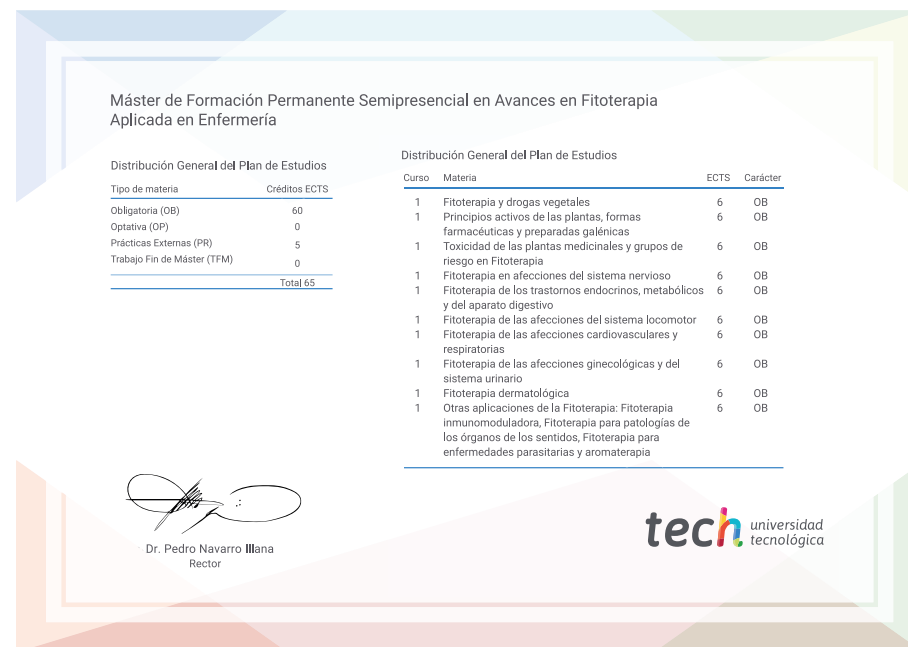 Máster de Formación Permanente Semipresencial en Avances en Fitoterapia
Aplicada en Enfermería
Distribución General del Plan de Estudios
Tipo de materia Créditos ECTS
Obligatoria (OB) 60
Optativa (OP) 0
Prácticas Externas (PR) 5
Trabajo Fin de Máster (TFM) 0
Total 65
Distribución General del Plan de Estudios
Curso Materia ECTS Carácter
1 Fitoterapia y drogas vegetales 6 OB
1 Principios activos de las plantas, formas 6 OB
farmacéuticas y preparadas galénicas
1 Toxicidad de las plantas medicinales y grupos de 6 OB
riesgo en Fitoterapia
1 Fitoterapia en afecciones del sistema nervioso 6 OB
1 Fitoterapia de los trastornos endocrinos, metabólicos 6 OB
y del aparato digestivo
1 Fitoterapia de las afecciones del sistema locomotor 6 OB
1 Fitoterapia de las afecciones cardiovasculares y 6 OB
respiratorias
1 Fitoterapia de las afecciones ginecológicas y del 6 OB
sistema urinario
1 Fitoterapia dermatológica 6 OB
1 Otras aplicaciones de la Fitoterapia: Fitoterapia 6 OB
inmunomoduladora, Fitoterapia para patologías de
los órganos de los sentidos, Fitoterapia para
enfermedades parasitarias y aromaterapia
Dr. Pedro Navarro Illana
Rector
tech universidad
tecnológica